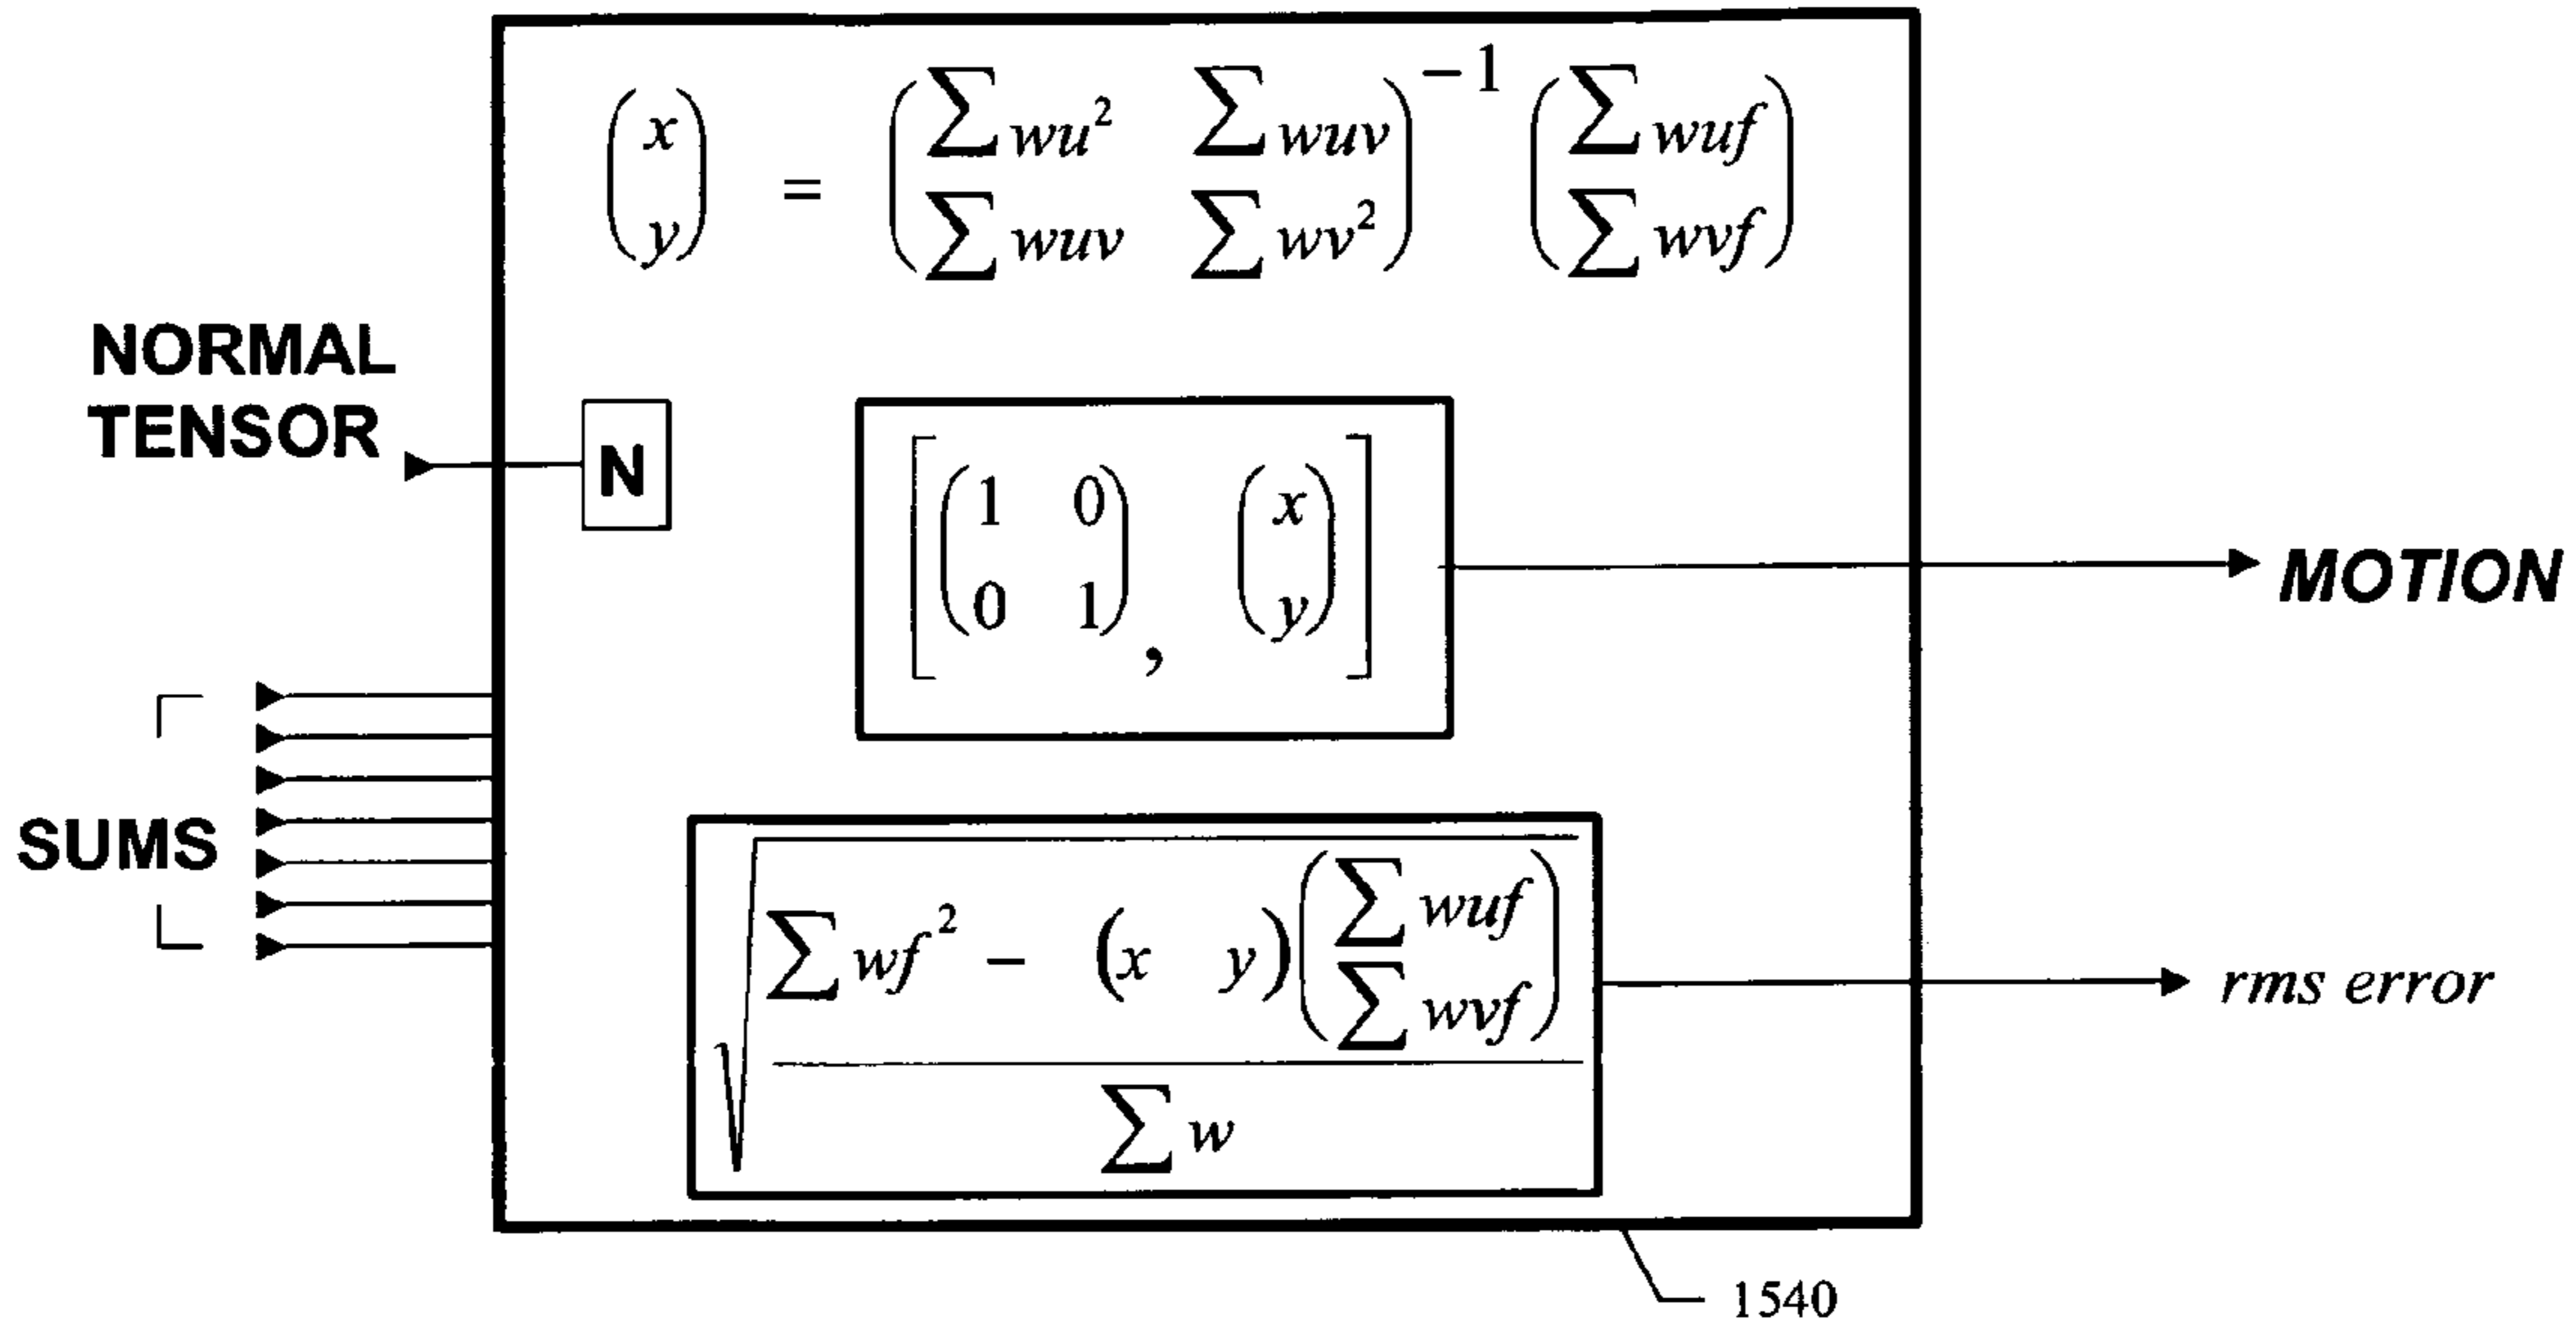 (x y) = (∑wu² ∑wuv ∑wuv ∑wv²)⁻¹ (∑wuf ∑wvf)
NORMAL
TENSOR
N
[(1 0 0 1), (x y)]
MOTION
SUMS
√((∑wf² − (x y)(∑wuf ∑wvf)) / ∑w)
rms error
1540